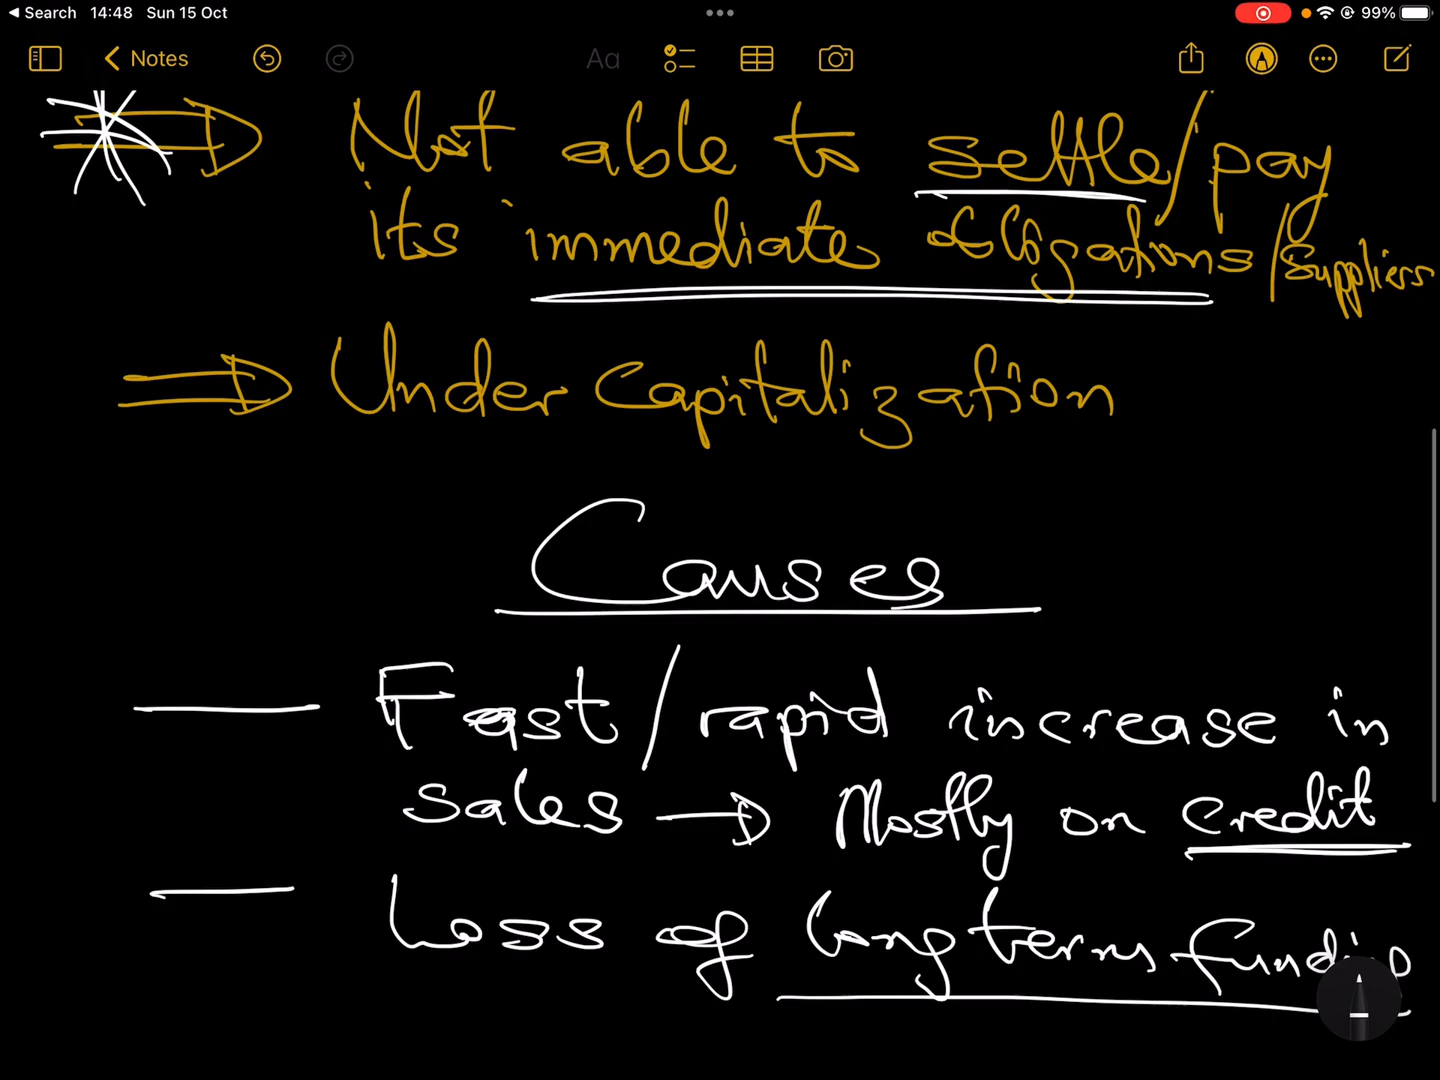 Search 14:48 Sun 15 Oct 99%
Notes Aa
Not able to settle/pay
its immediate obligations/suppliers
Under Capitalization
Causes
Fast/rapid increase in
sales → Mostly on credit
Loss of long term